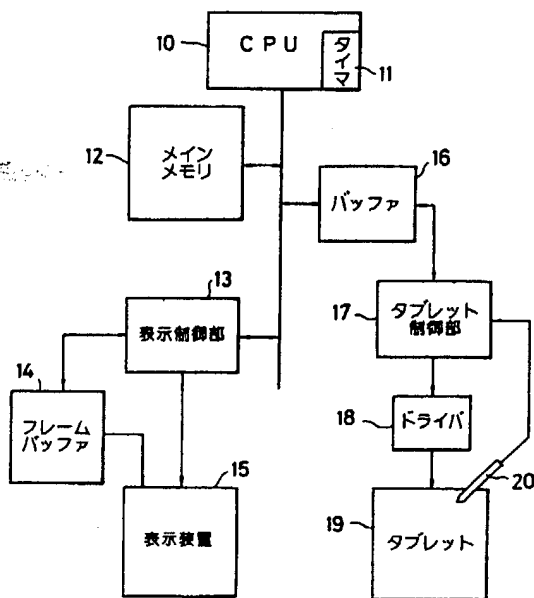 10
CPU
タイマ
11
12
メイン
メモリ
16
バッファ
13
表示制御部
17
タブレット
制御部
14
フレーム
バッファ
18
ドライバ
15
表示装置
20
19
タブレット